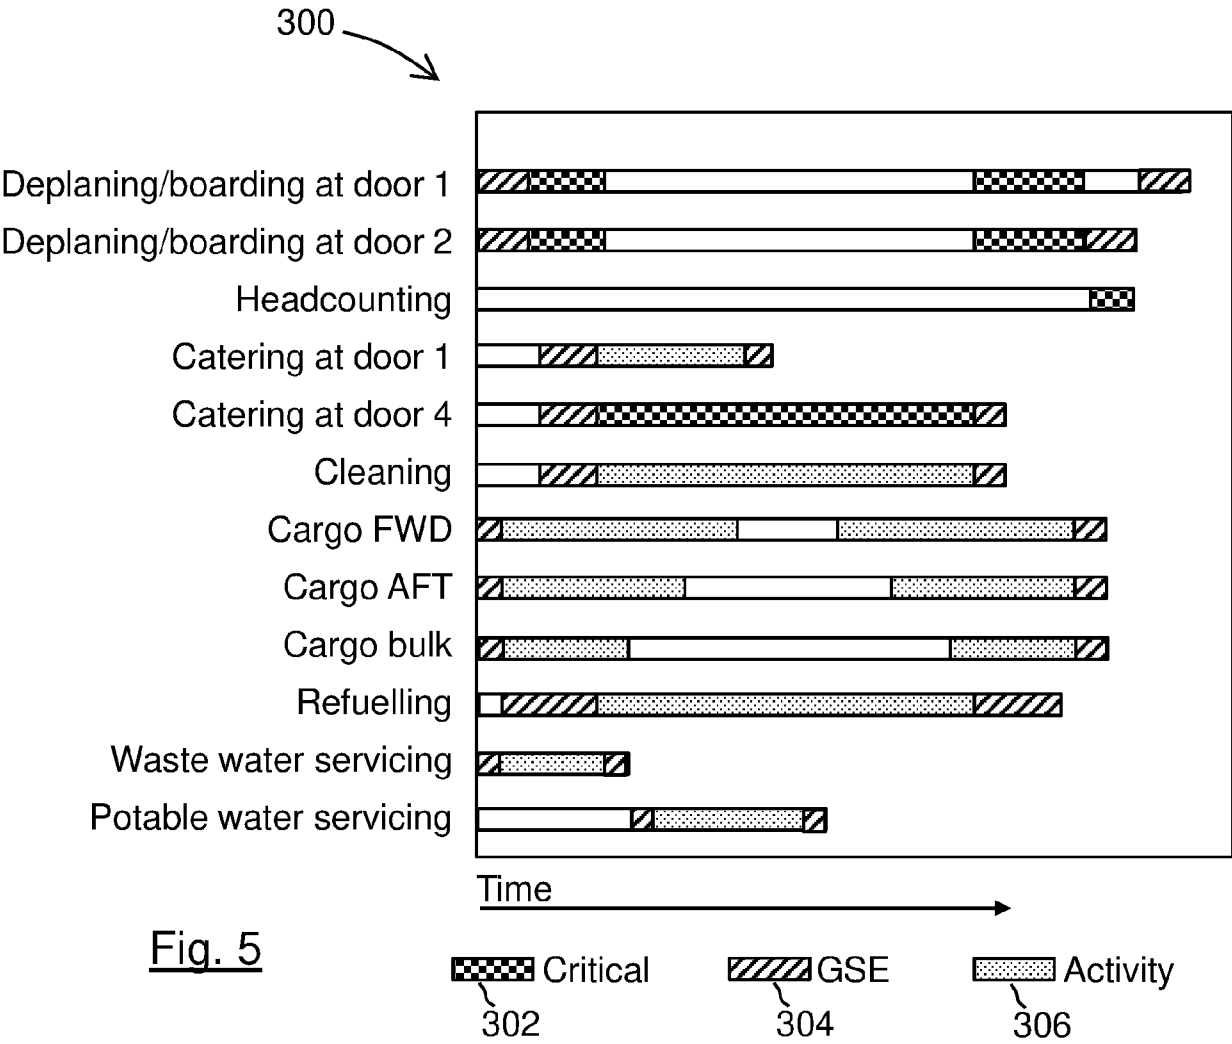 300
Deplaning/boarding at door 1
Deplaning/boarding at door 2
Headcounting
Catering at door 1
Catering at door 4
Cleaning
Cargo FWD
Cargo AFT
Cargo bulk
Refuelling
Waste water servicing
Potable water servicing
Time
Fig. 5
Critical GSE Activity
302 304 306